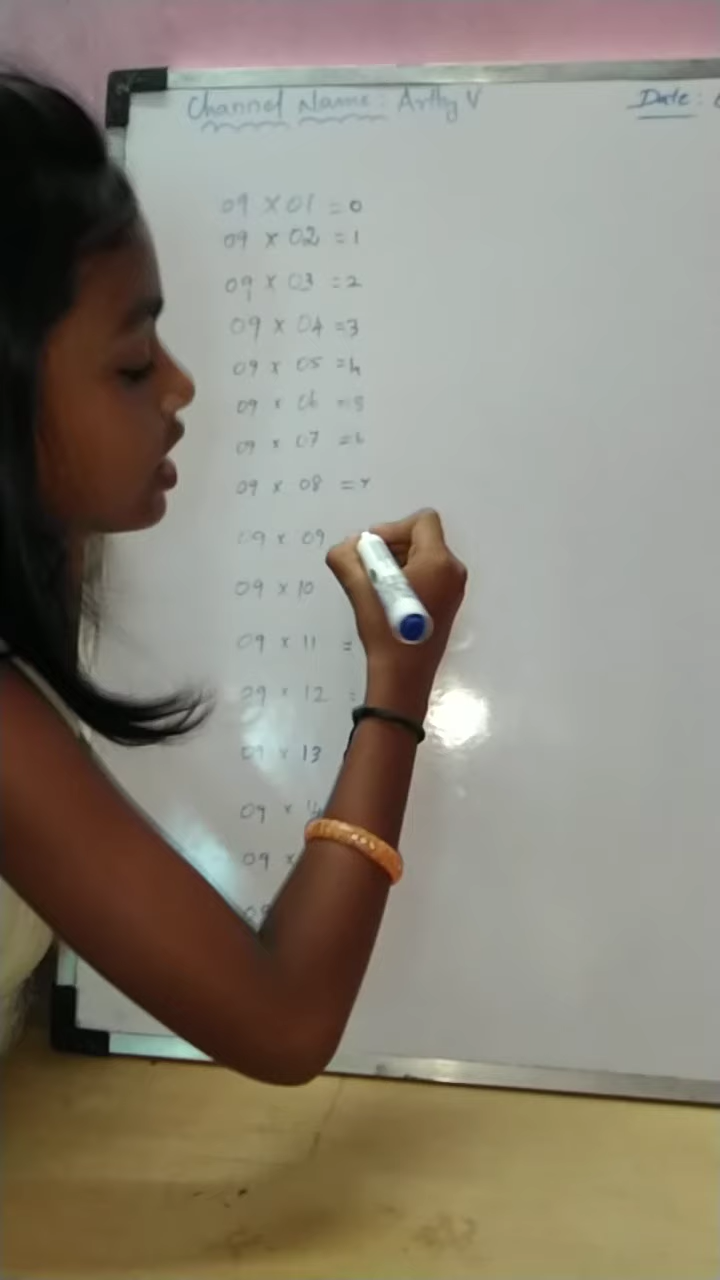 Channel Name: Arthy V Date:
09 × 01 = 0
09 × 02 = 1
09 × 03 = 2
09 × 04 = 3
09 × 05 = 4
09 × 06 = 5
09 × 07 = 6
09 × 08 = 7
09 × 09
09 × 10
09 × 11 =
09 × 12 =
09 × 13
09 × 14
09 ×